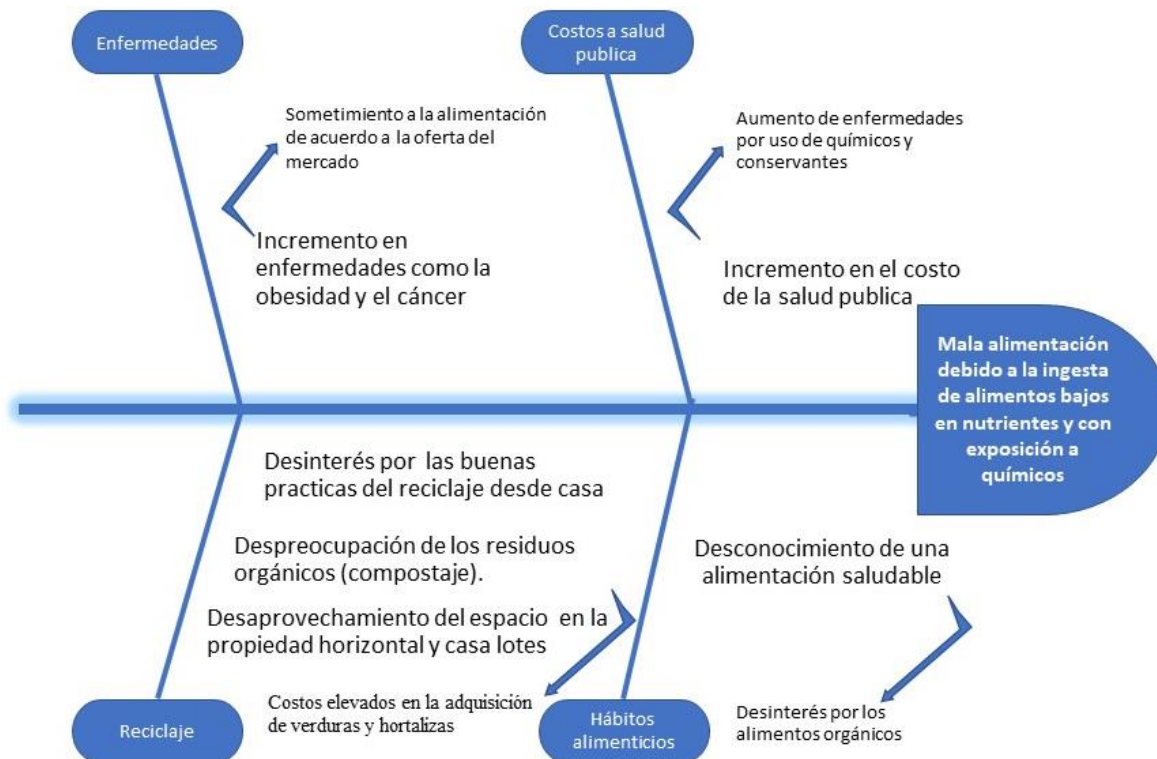 Enfermedades
Costos a salud
publica
Sometimiento a la alimentación
de acuerdo a la oferta del
mercado
Aumento de enfermedades
por uso de químicos y
conservantes
Incremento en
enfermedades como la
obesidad y el cáncer
Incremento en el costo
de la salud publica
Mala alimentación
debido a la ingesta
de alimentos bajos
en nutrientes y con
exposición a
químicos
Desinterés por las buenas
practicas del reciclaje desde casa
Despreocupación de los residuos
orgánicos (compostaje).
Desaprovechamiento del espacio en la
propiedad horizontal y casa lotes
Desconocimiento de una
alimentación saludable
Costos elevados en la adquisición
de verduras y hortalizas
Desinterés por los
alimentos orgánicos
Reciclaje
Hábitos
alimenticios